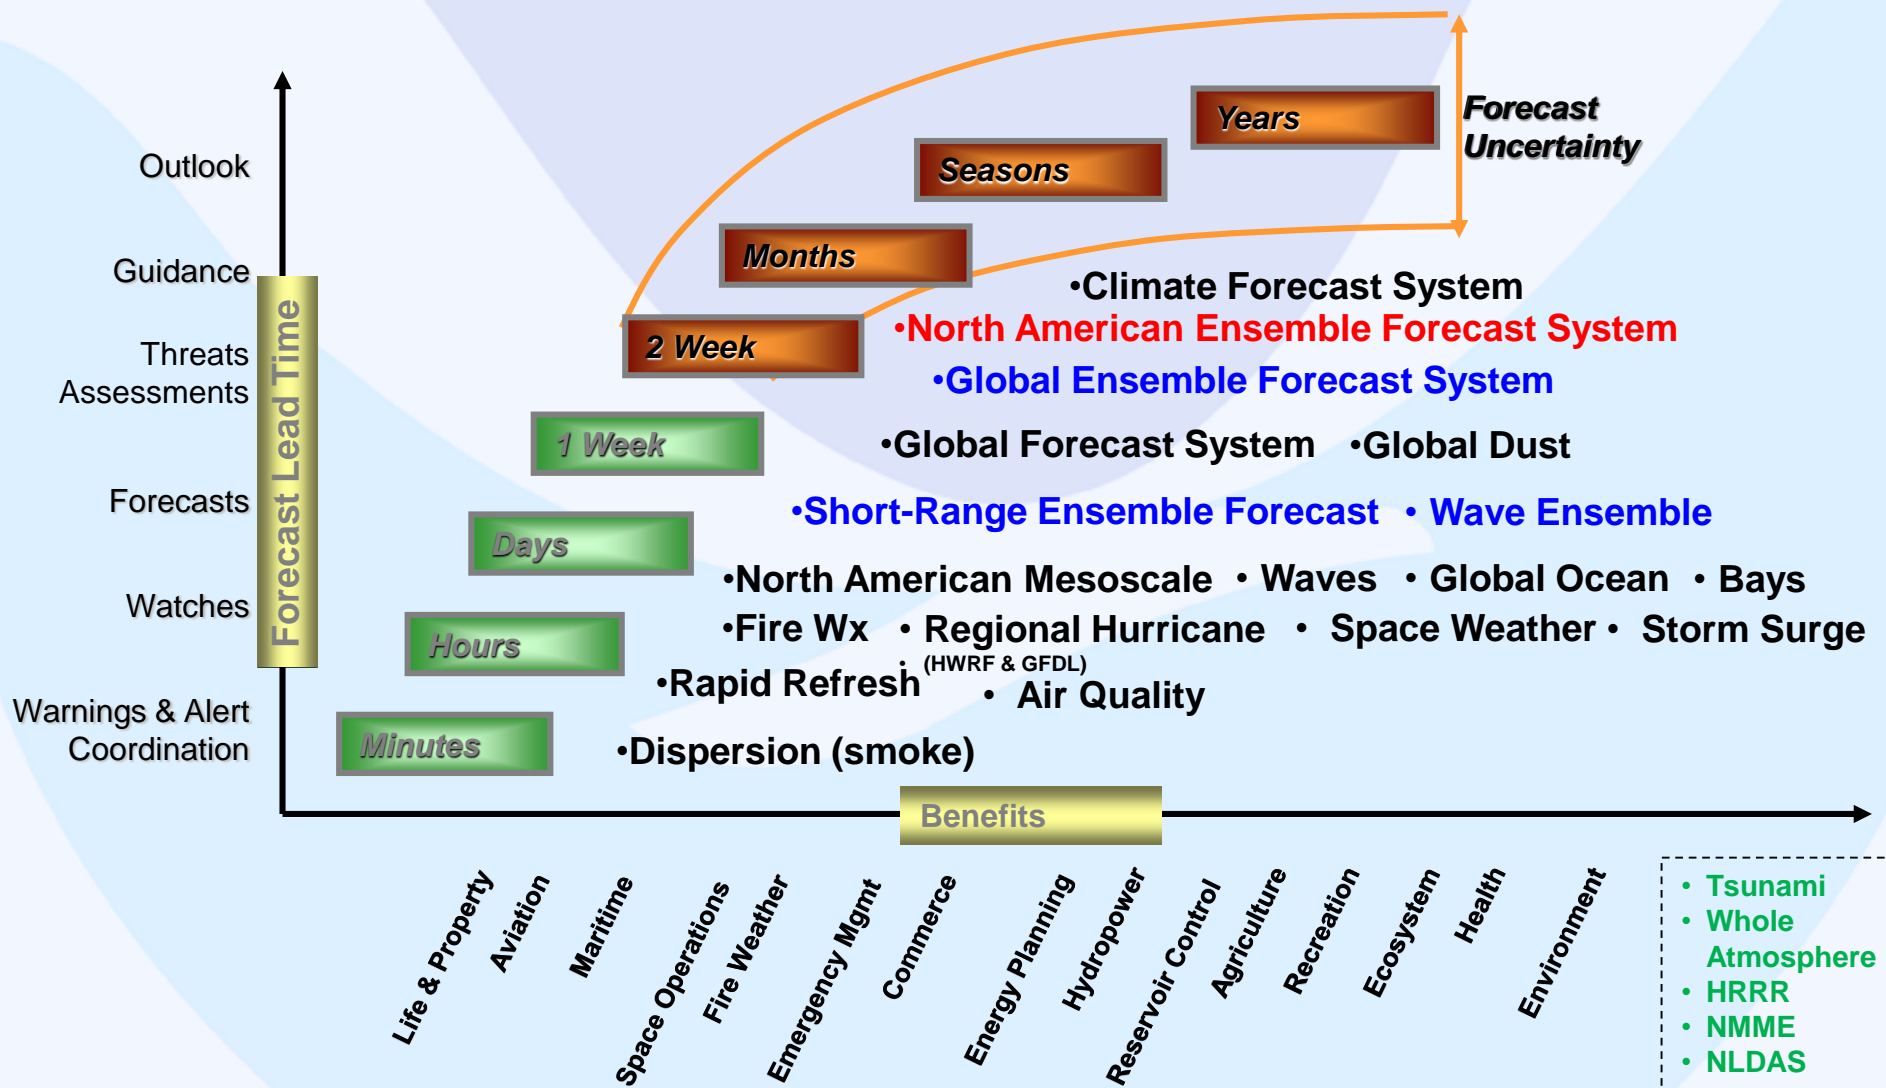 Years
Forecast
Uncertainty
Outlook
Seasons
Months
Guidance
•Climate Forecast System
•North American Ensemble Forecast System
2 Week
Threats
Assessments
•Global Ensemble Forecast System
1 Week
•Global Forecast System •Global Dust
Forecast Lead Time
Forecasts
•Short-Range Ensemble Forecast • Wave Ensemble
Days
•North American Mesoscale • Waves • Global Ocean • Bays
Watches
•Fire Wx • Regional Hurricane • Space Weather • Storm Surge
Hours
• (HWRF & GFDL)
•Rapid Refresh
• Air Quality
Warnings & Alert
Coordination
Minutes
•Dispersion (smoke)
Benefits
Life & Property
Aviation
Maritime
Space Operations
Fire Weather
Emergency Mgmt
Commerce
Energy Planning
Hydropower
Reservoir Control
Agriculture
Recreation
Ecosystem
Health
Environment
• Tsunami
• Whole
Atmosphere
• HRRR
• NMME
• NLDAS